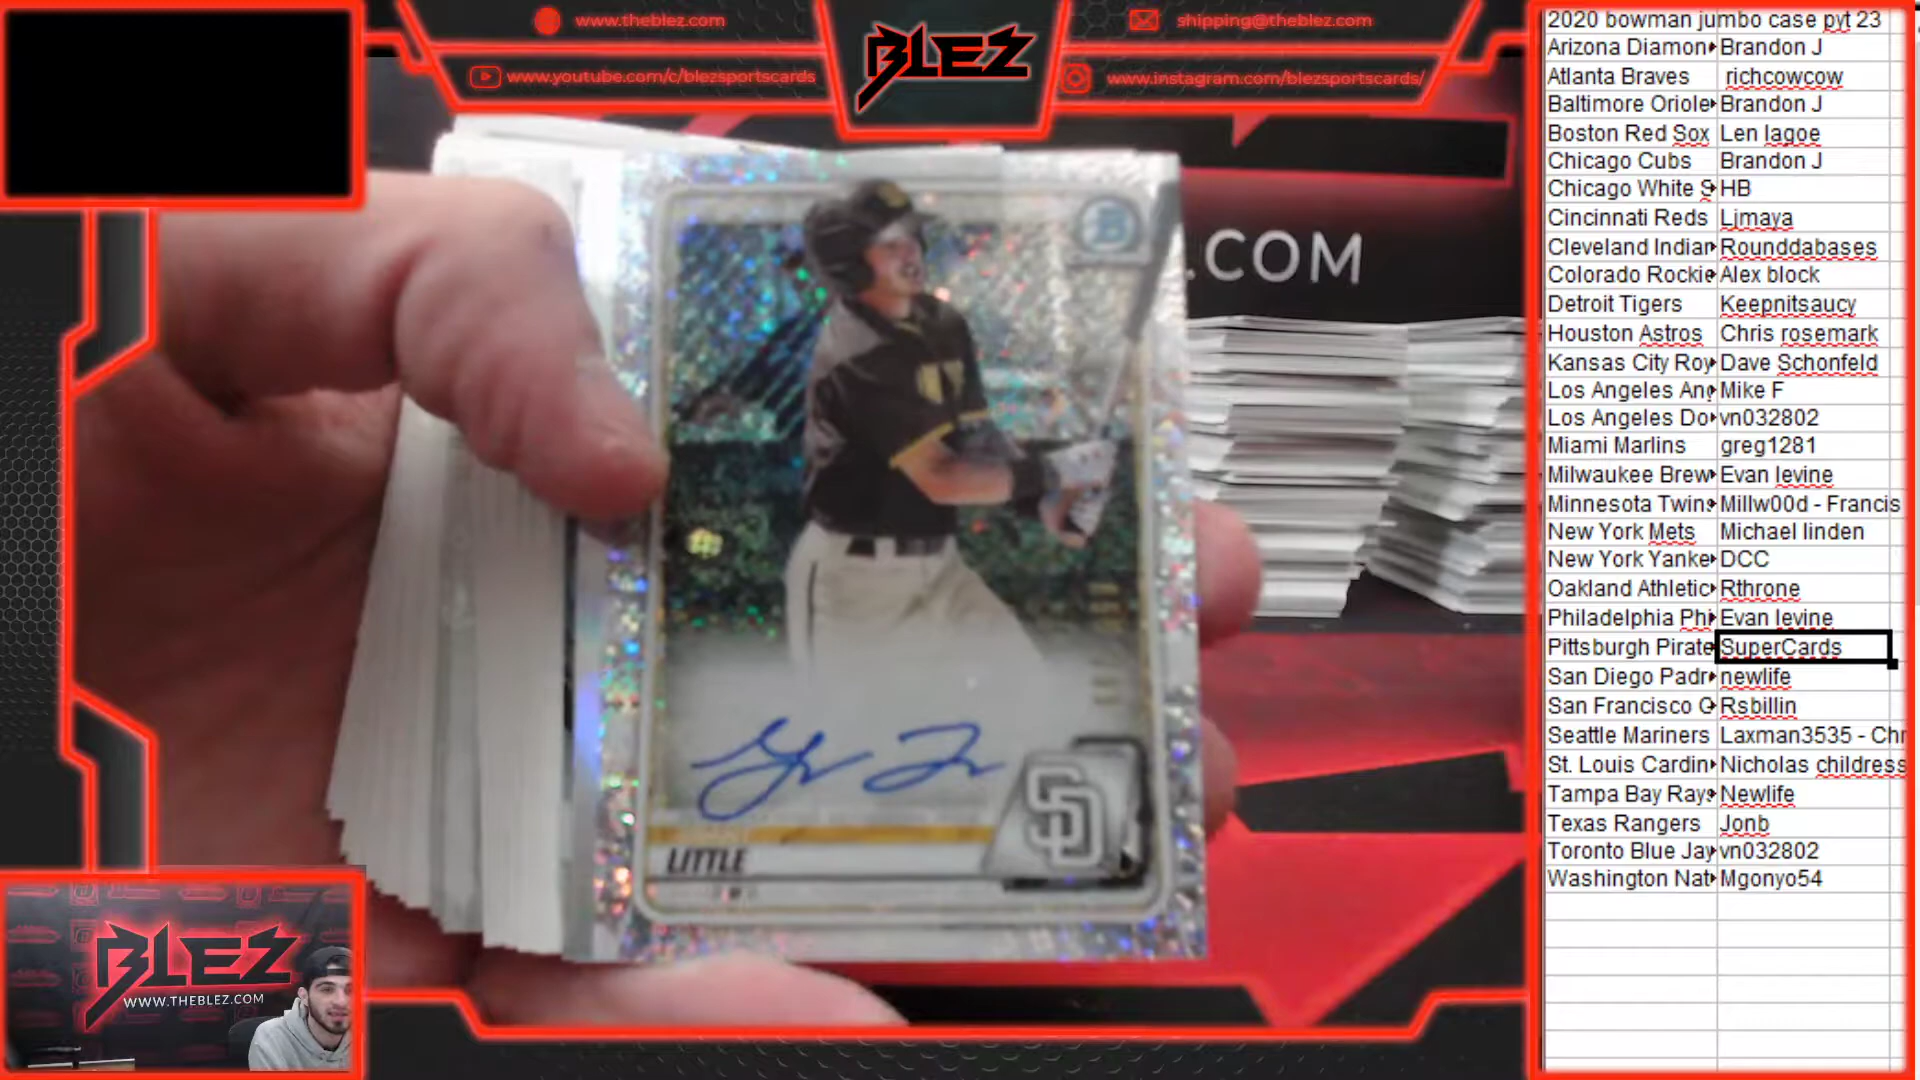 www.theblez.com
www.youtube.com/c/blezsportscards
BLEZ
shipping@theblez.com
www.instagram.com/blezsportscards/
.COM
LITTLE
SD
BLEZ
WWW.THEBLEZ.COM
2020 bowman jumbo case pyt 23
Arizona Diamon Brandon J
Atlanta Braves richcowcow
Baltimore Oriole Brandon J
Boston Red Sox Len lagoe
Chicago Cubs Brandon J
Chicago White S HB
Cincinnati Reds Ljmaya
Cleveland Indian Rounddabases
Colorado Rockie Alex block
Detroit Tigers Keepnitsaucy
Houston Astros Chris rosemark
Kansas City Roy Dave Schonfeld
Los Angeles Ang Mike F
Los Angeles Do vn032802
Miami Marlins greg1281
Milwaukee Brew Evan levine
Minnesota Twins Millw00d - Francis
New York Mets Michael linden
New York Yanke DCC
Oakland Athletic Rthrone
Philadelphia Phi Evan levine
Pittsburgh Pirate SuperCards
San Diego Padr newlife
San Francisco G Rsbillin
Seattle Mariners Laxman3535 - Chr
St. Louis Cardin Nicholas childress
Tampa Bay Rays Newlife
Texas Rangers Jonb
Toronto Blue Jay vn032802
Washington Nat Mgonyo54